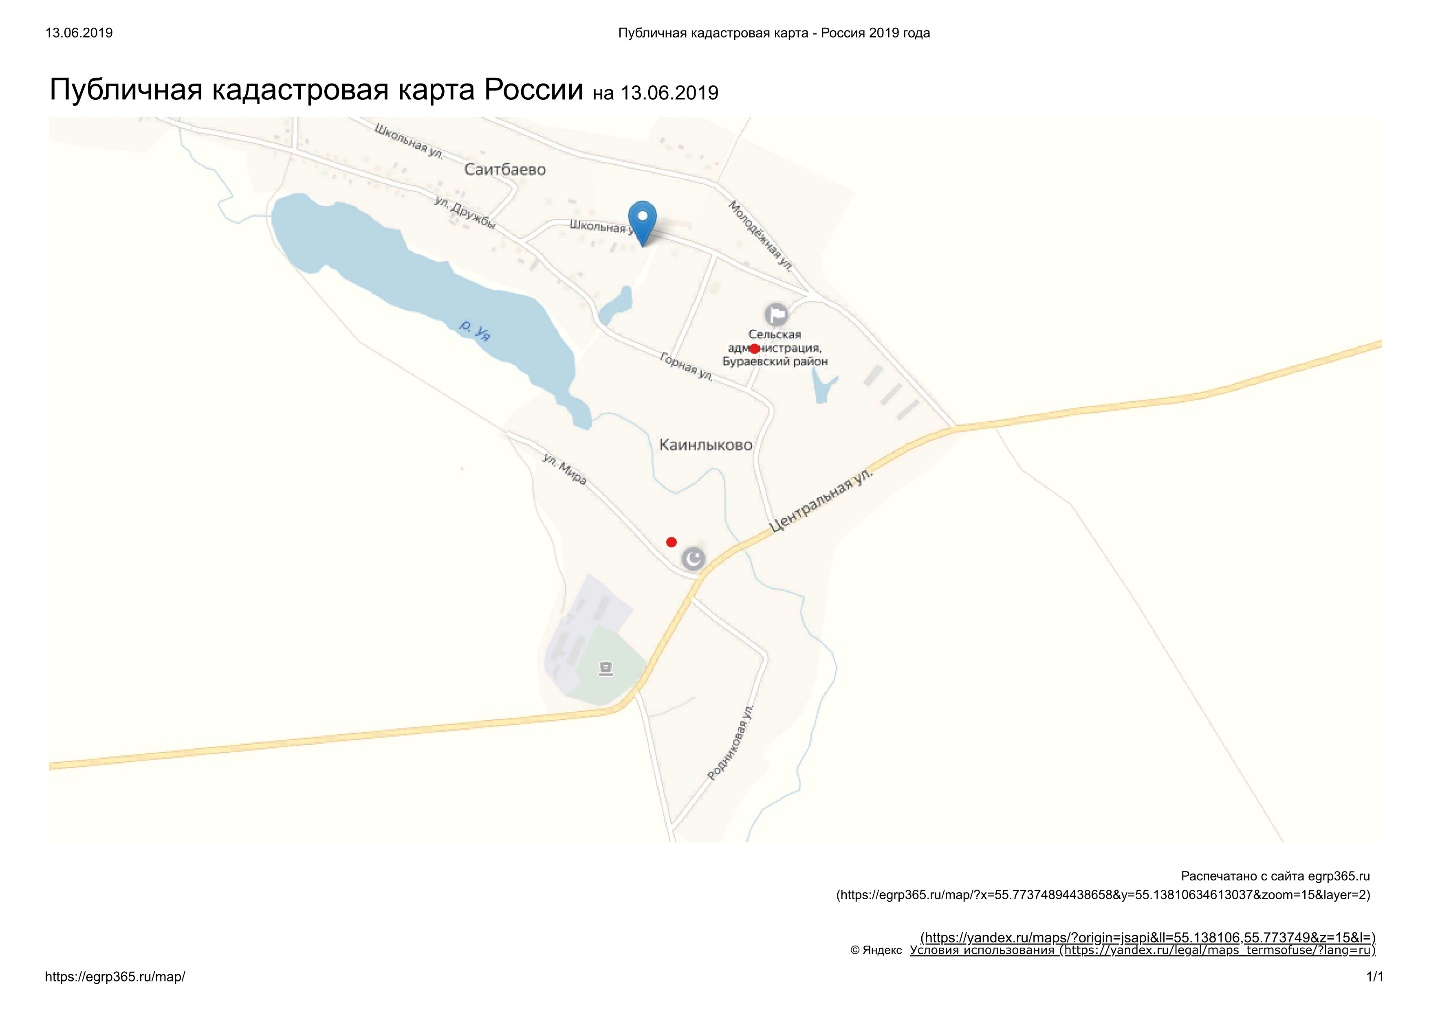 13.06.2019
Публичная кадастровая карта - Россия 2019 года
Публичная кадастровая карта России на 13.06.2019
Школьная ул.
Саитбаево
ул. Дружбы
Школьная у
Молодёжная ул.
р. Уя
Сельская
администрация,
Бураевский район
Горная ул.
Каинлыково
ул. Мира
Центральная ул.
Родниковая ул.
Распечатано с сайта egrp365.ru
(https://egrp365.ru/map/?x=55.77374894438658&y=55.13810634613037&zoom=15&layer=2)
(https://yandex.ru/maps/?origin=jsapi&ll=55.138106,55.773749&z=15&l=)
© Яндекс Условия использования (https://yandex.ru/legal/maps_termsofuse/?lang=ru)
https://egrp365.ru/map/
1/1